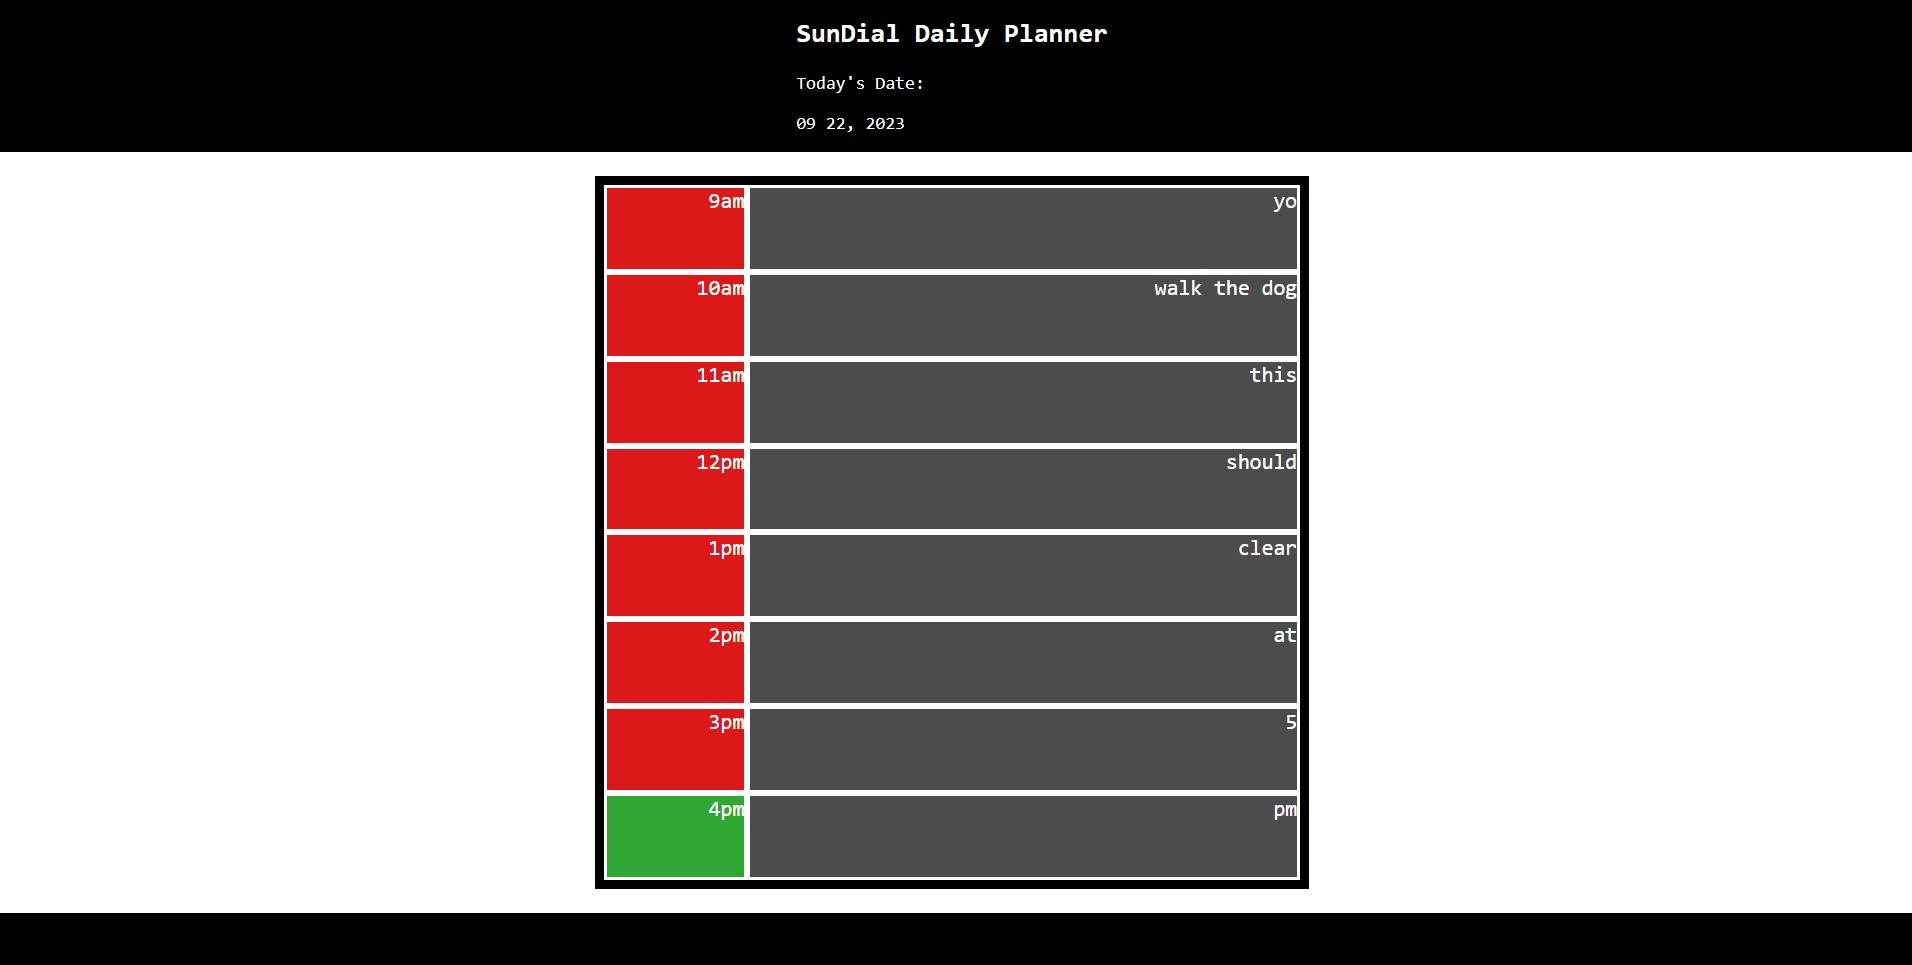 SunDial Daily Planner
Today's Date:
09 22, 2023
9am yo
10am walk the dog
11am this
12pm should
1pm clear
2pm at
3pm 5
4pm pm